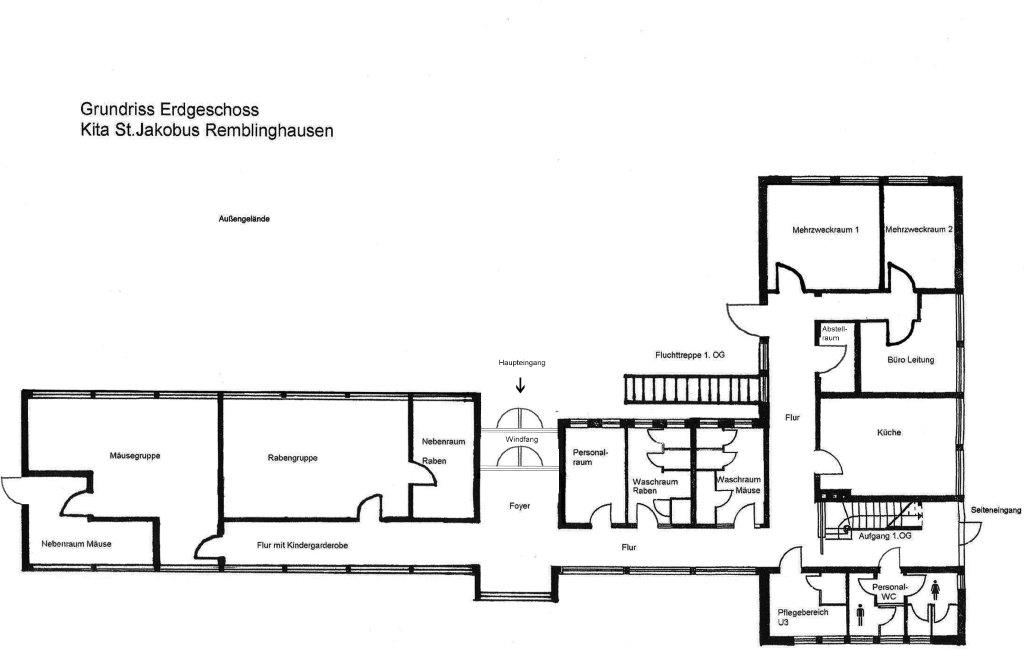 Grundriss Erdgeschoss
Kita St.Jakobus Remblinghausen
Außengelände
Mehrzweckraum 1
Mehrzweckraum 2
Abstell-
raum
Büro Leitung
Fluchttreppe 1. OG
Haupteingang
Windfang
Foyer
Mäusegruppe
Rabengruppe
Nebenraum
Raben
Nebenraum Mäuse
Flur mit Kindergarderobe
Personal-
raum
Waschraum
Raben
Waschraum
Mäuse
Flur
Flur
Küche
Seiteneingang
Aufgang 1.OG
Pflegebereich
U3
Personal-
WC